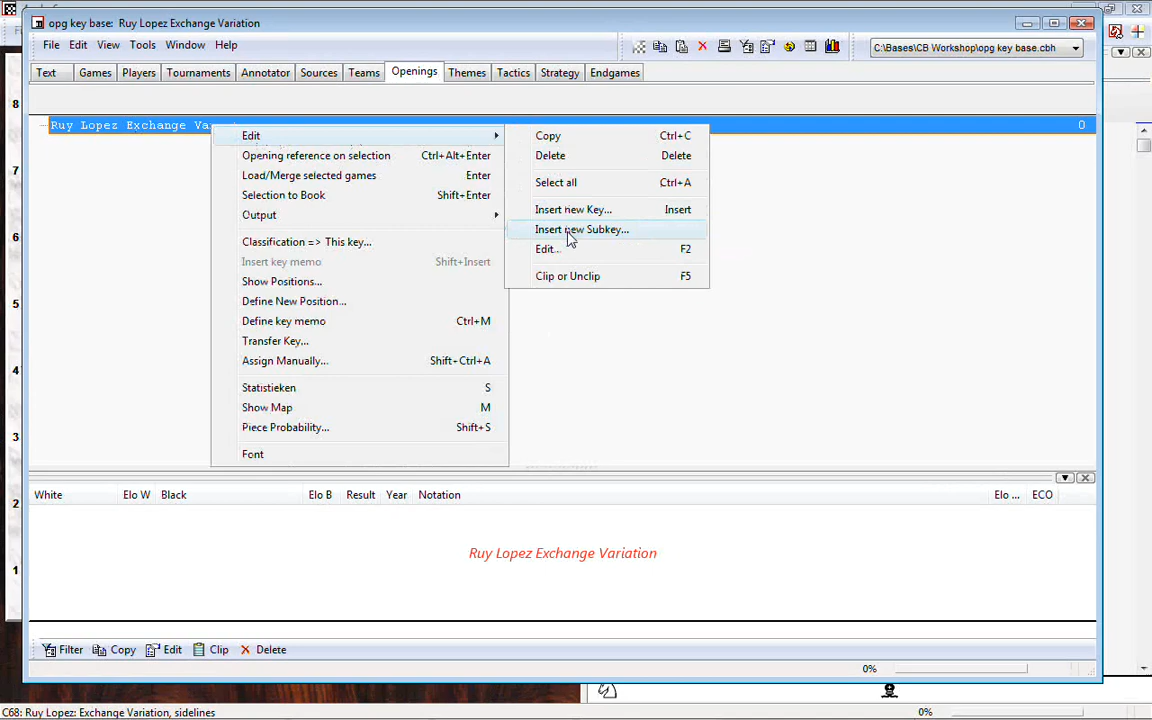 opg key base: Ruy Lopez Exchange Variation
File Edit View Tools Window Help
C:\Bases\CB Workshop\opg key base.cbh
Text Games Players Tournaments Annotator Sources Teams Openings Themes Tactics Strategy Endgames
Ruy Lopez Exchange 0
Edit
Opening reference on selection Ctrl+Alt+Enter
Load/Merge selected games Enter
Selection to Book Shift+Enter
Output
Classification => This key...
Insert key memo Shift+Insert
Show Positions...
Define New Position...
Define key memo Ctrl+M
Transfer Key...
Assign Manually... Shift+Ctrl+A
Statistieken S
Show Map M
Piece Probability... Shift+S
Font
Copy Ctrl+C
Delete Delete
Select all Ctrl+A
Insert new Key... Insert
Insert new Subkey...
Edit... F2
Clip or Unclip F5
8
7
6
5
4
3
2
1
White Elo W Black Elo B Result Year Notation Elo ... ECO
Ruy Lopez Exchange Variation
Filter Copy Edit Clip Delete
0%
C68: Ruy Lopez: Exchange Variation, sidelines 0%